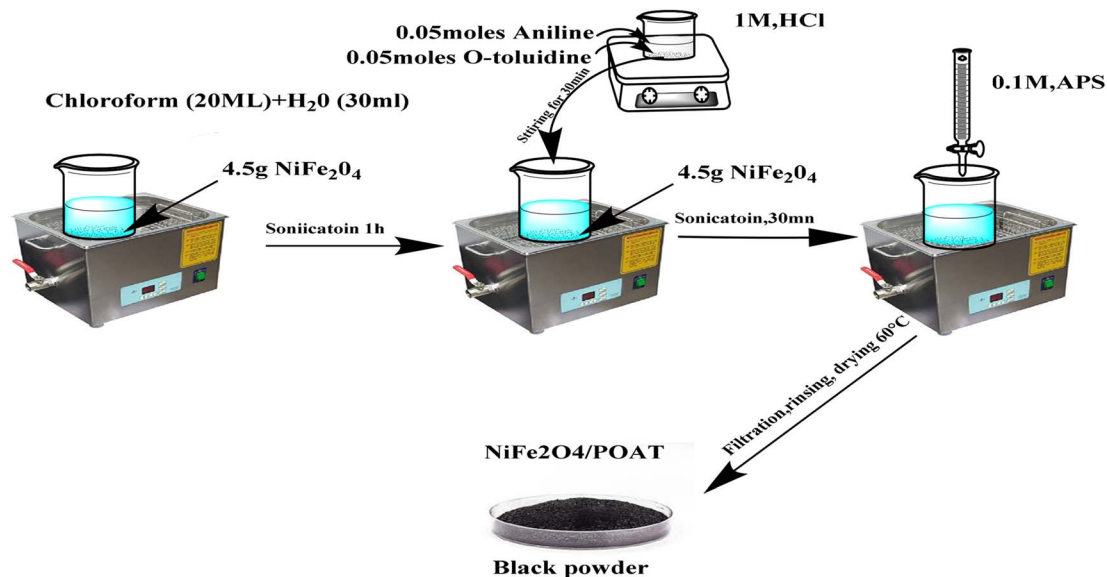 1M,HCl
0.05moles Aniline
0.05moles O-toluidine
0.1M,APS
Chloroform (20ML)+H₂0 (30ml)
Sttiring for 30min
4.5g NiFe₂0₄
4.5g NiFe₂0₄
Soniicatoin 1h
Sonicatoin,30mn
Filtration,rinsing, drying 60°C
NiFe2O4/POAT
Black powder